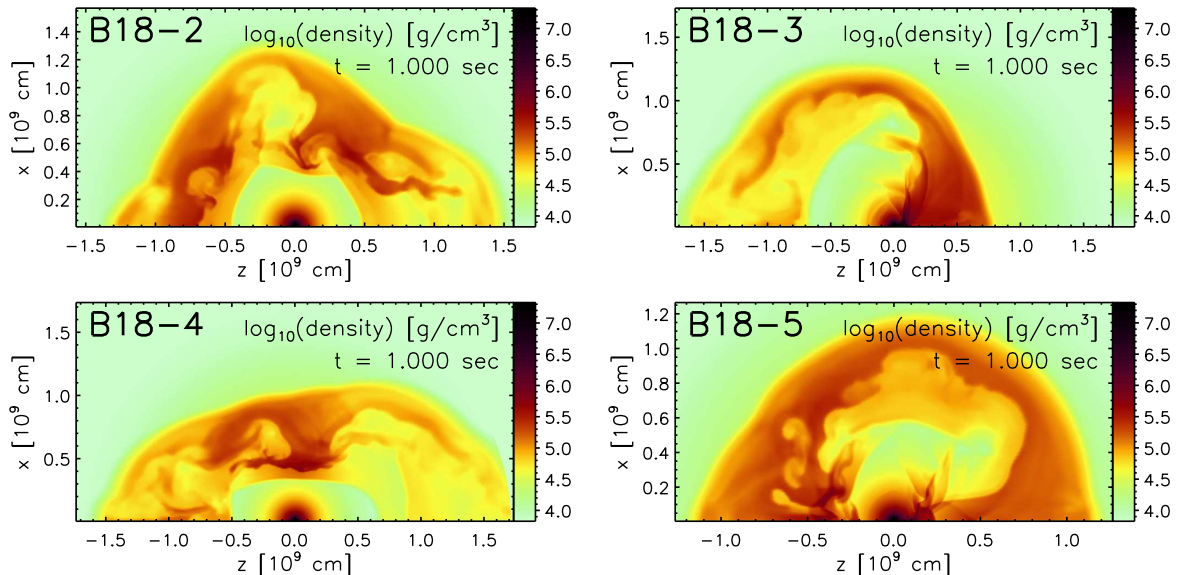 B18-2
log₁₀(density) [g/cm³]
t = 1.000 sec
1.4
1.2
1.0
0.8
0.6
0.4
0.2
x [10⁹ cm]
-1.5 -1.0 -0.5 0.0 0.5 1.0 1.5
z [10⁹ cm]
7.0
6.5
6.0
5.5
5.0
4.5
4.0
B18-3
log₁₀(density) [g/cm³]
t = 1.000 sec
1.5
1.0
0.5
x [10⁹ cm]
-1.5 -1.0 -0.5 0.0 0.5 1.0 1.5
z [10⁹ cm]
7.0
6.5
6.0
5.5
5.0
4.5
4.0
B18-4
log₁₀(density) [g/cm³]
t = 1.000 sec
1.5
1.0
0.5
x [10⁹ cm]
-1.5 -1.0 -0.5 0.0 0.5 1.0 1.5
z [10⁹ cm]
7.0
6.5
6.0
5.5
5.0
4.5
4.0
B18-5
log₁₀(density) [g/cm³]
t = 1.000 sec
1.2
1.0
0.8
0.6
0.4
0.2
x [10⁹ cm]
-1.0 -0.5 0.0 0.5 1.0
z [10⁹ cm]
7.0
6.5
6.0
5.5
5.0
4.5
4.0